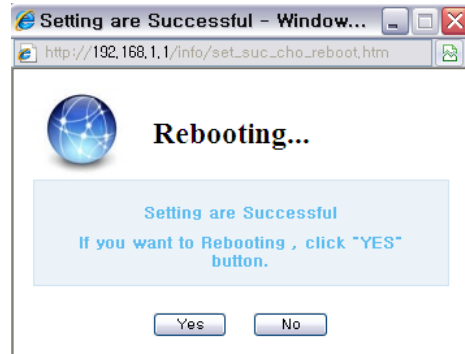 Setting are Successful - Window...
http://192,168,1,1/info/set_suc_cho_reboot,htm
Rebooting...
Setting are Successful
If you want to Rebooting , click "YES"
button.
Yes No